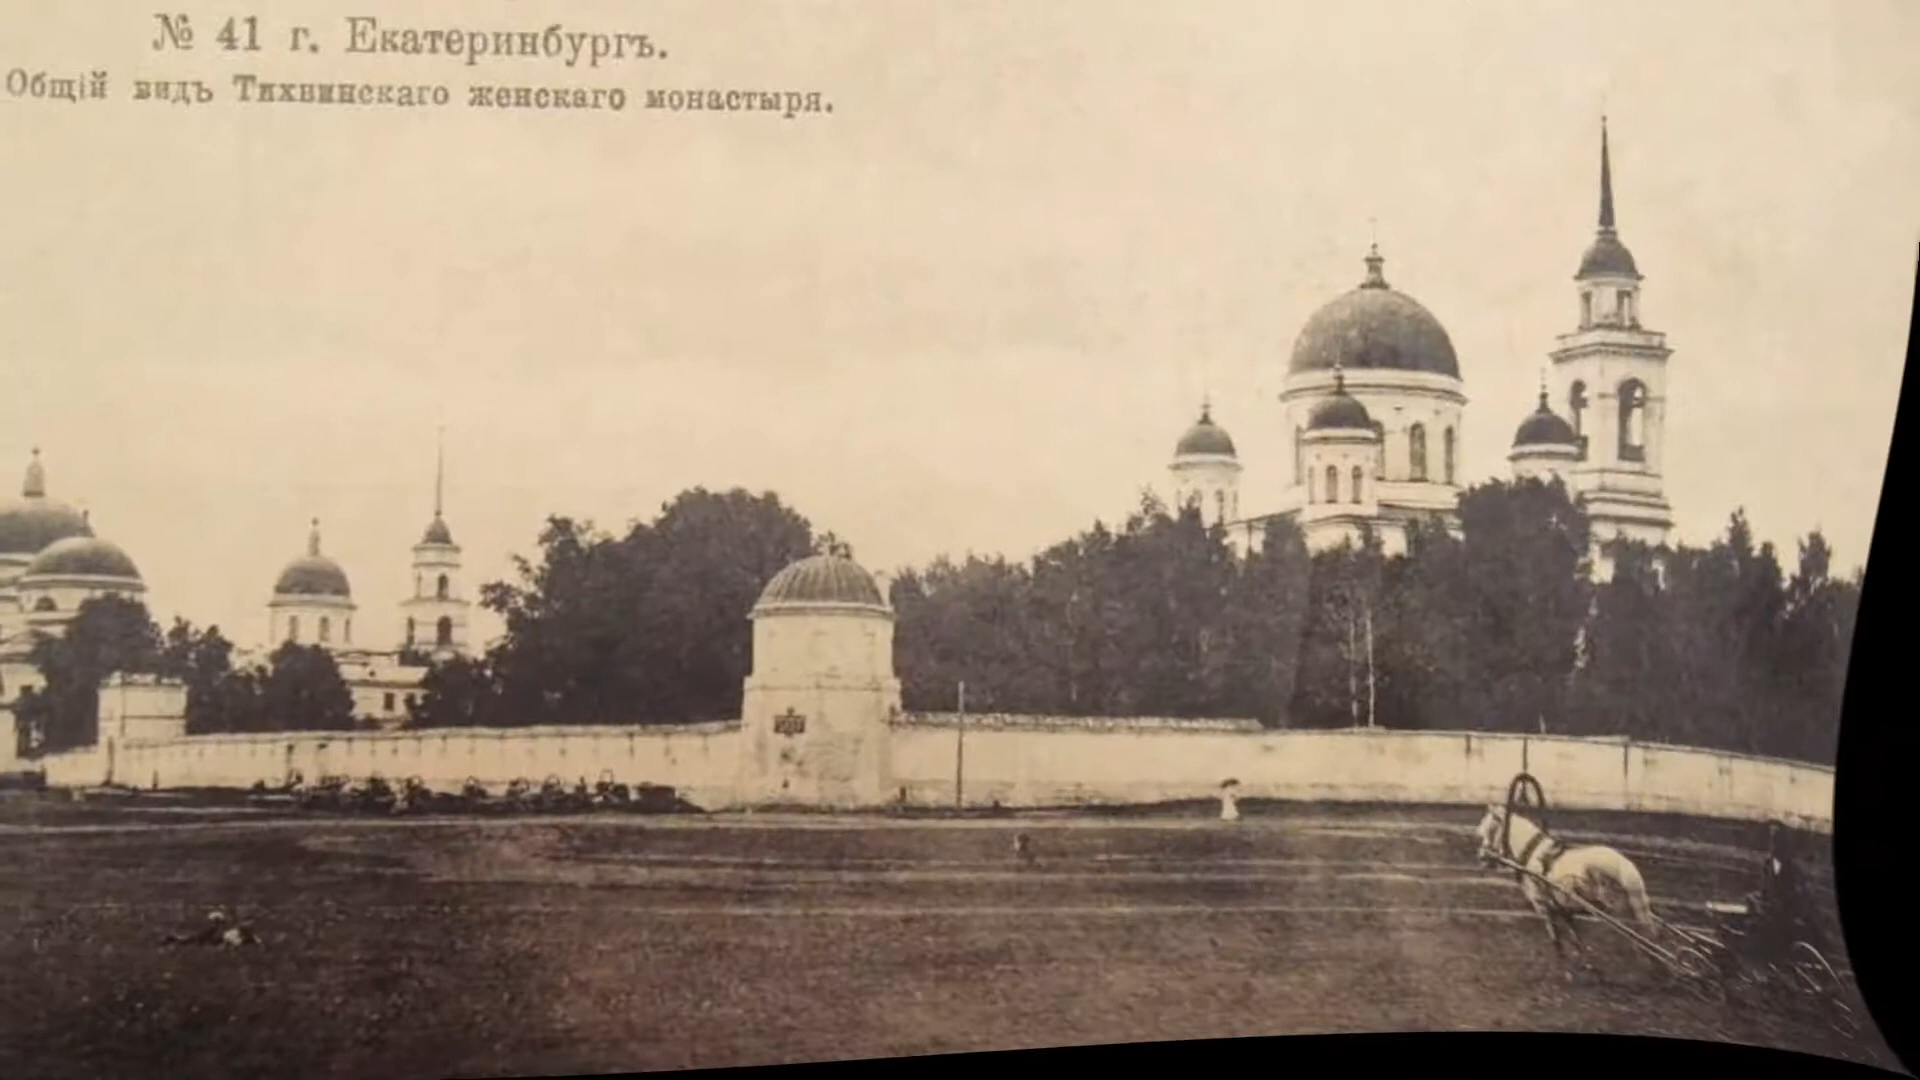 № 41 г. Екатеринбургъ.
Общій видъ Тихвинскаго женскаго монастыря.